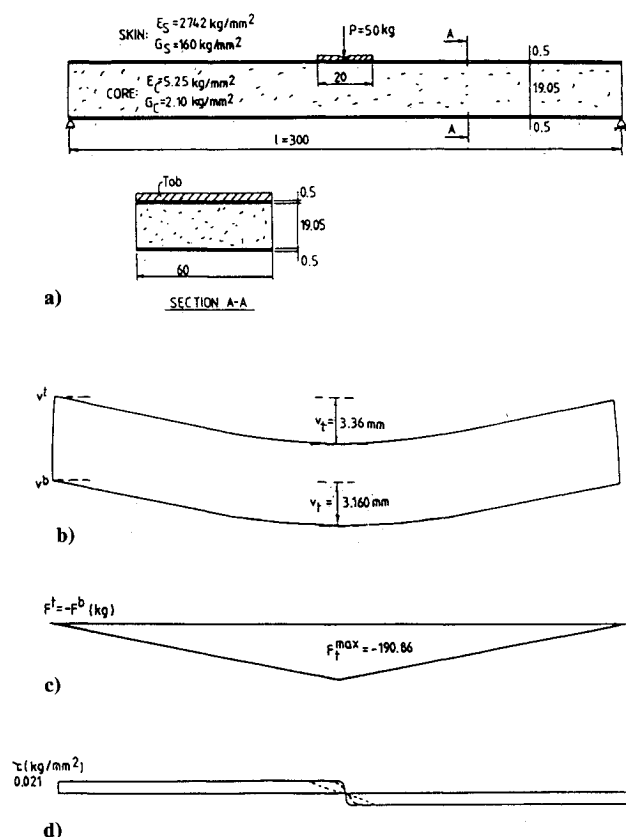 SKIN: E_S = 2742 kg/mm²
G_S = 160 kg/mm²
P = 50 kg
A
0.5
20
CORE: E_C = 5.25 kg/mm²
G_C = 2.10 kg/mm²
19.05
A
0.5
l = 300
Tob
0.5
19.05
60
0.5
a)
SECTION A-A
v^t
v_t = 3.36 mm
v^b
v_t = 3.160 mm
b)
F^t = -F^b (kg)
F_t^max = -190.86
c)
τ (kg/mm²)
0.021
d)